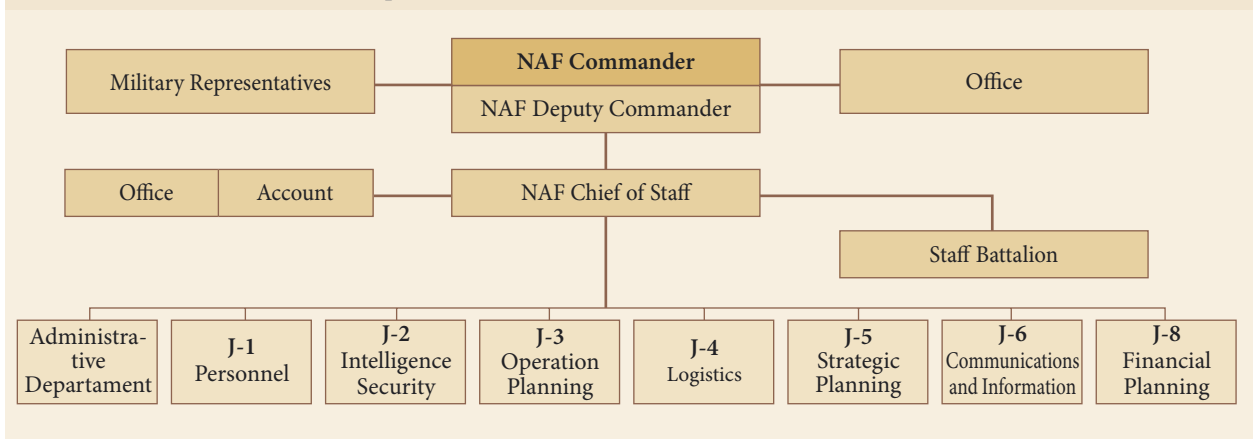 NAF Commander
Military Representatives
Office
NAF Deputy Commander
Office
Account
NAF Chief of Staff
Staff Battalion
Administra-
tive
Departament
J-1
Personnel
J-2
Intelligence
Security
J-3
Operation
Planning
J-4
Logistics
J-5
Strategic
Planning
J-6
Communications
and Information
J-8
Financial
Planning